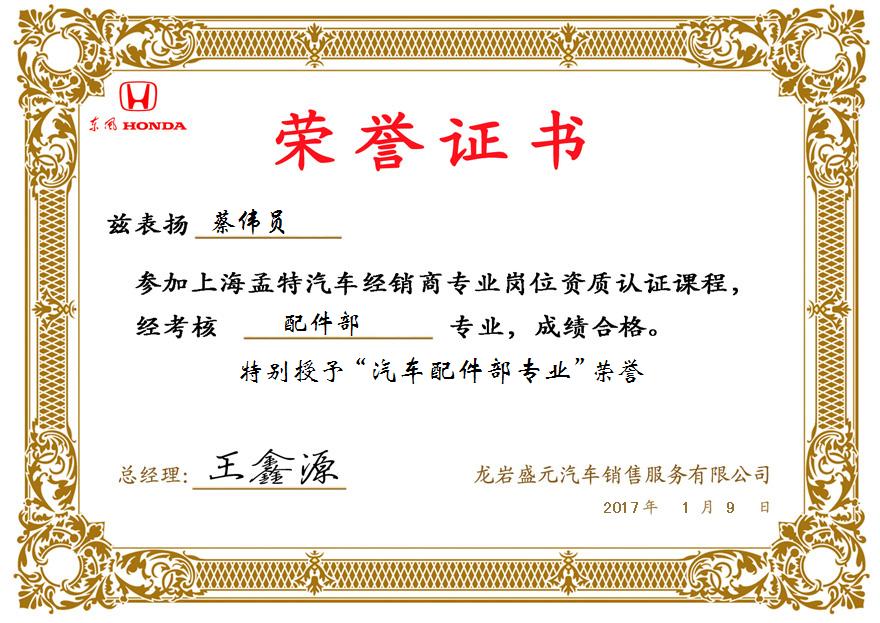 东风 HONDA
荣誉证书
兹表扬 蔡伟员
参加上海孟特汽车经销商专业岗位资质认证课程，
经考核 配件部 专业，成绩合格。
特别授予“汽车配件部专业”荣誉
总经理: 王鑫源
龙岩盛元汽车销售服务有限公司
2017年 1月 9 日